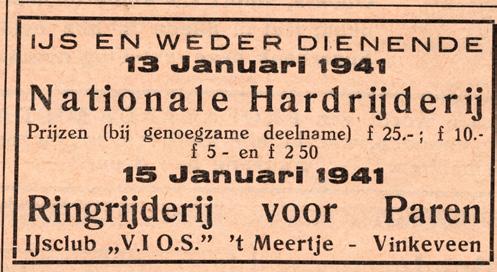 IJS EN WEDER DIENENDE
13 Januari 1941
Nationale Hardrijderij
Prijzen (bij genoegzame deelname) f 25.-; f 10.-
f 5- en f 2 50
15 Januari 1941
Ringrijderij voor Paren
IJsclub „V.I O.S.” 't Meertje - Vinkeveen